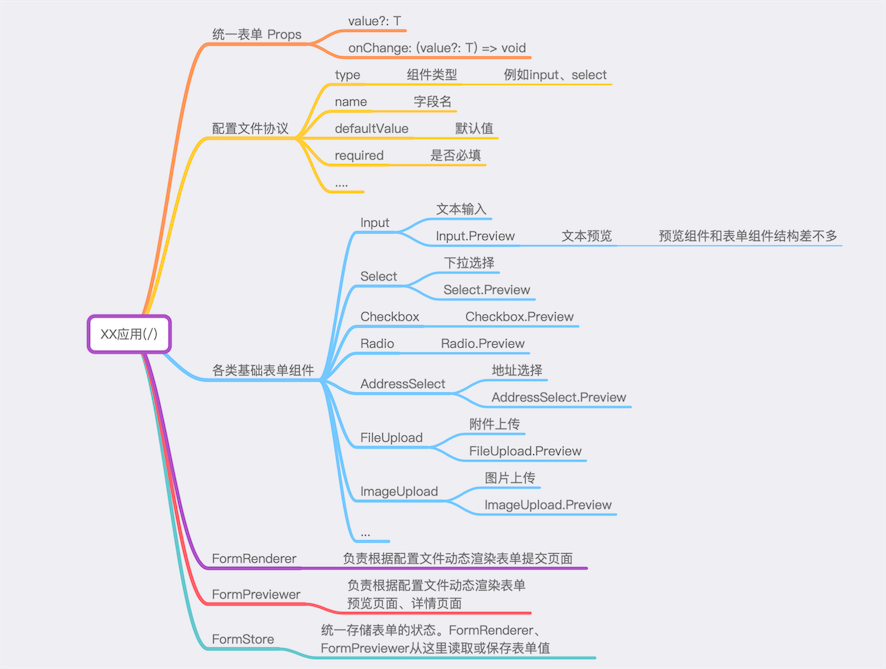 XX应用(/)
统一表单 Props
value?: T
onChange: (value?: T) => void
配置文件协议
type 组件类型 例如input、select
name 字段名
defaultValue 默认值
required 是否必填
....
各类基础表单组件
Input
文本输入
Input.Preview 文本预览 预览组件和表单组件结构差不多
Select
下拉选择
Select.Preview
Checkbox Checkbox.Preview
Radio Radio.Preview
AddressSelect
地址选择
AddressSelect.Preview
FileUpload
附件上传
FileUpload.Preview
ImageUpload
图片上传
ImageUpload.Preview
...
FormRenderer 负责根据配置文件动态渲染表单提交页面
FormPreviewer
负责根据配置文件动态渲染表单
预览页面、详情页面
FormStore
统一存储表单的状态。FormRenderer、
FormPreviewer从这里读取或保存表单值